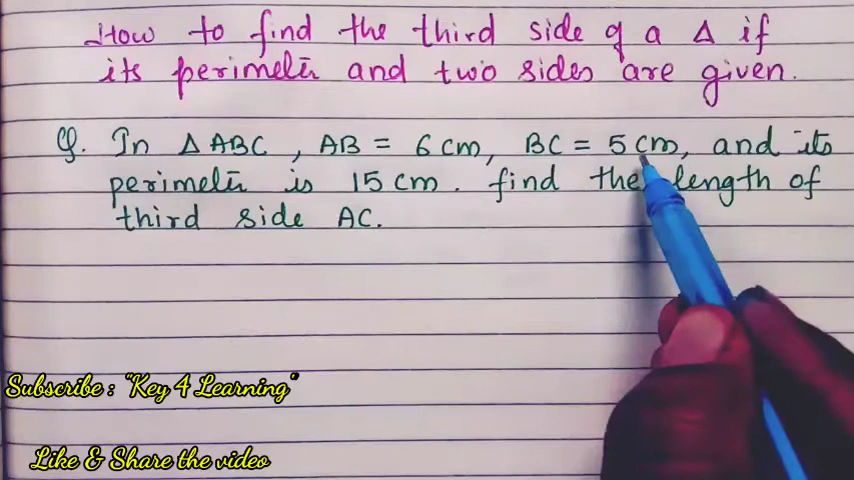 How to find the third side of a Δ if
its perimeter and two sides are given.
Q. In Δ ABC, AB = 6 cm, BC = 5 cm, and its
perimeter is 15 cm. find the length of
third side AC.
Subscribe : "Key 4 Learning"
Like & Share the video